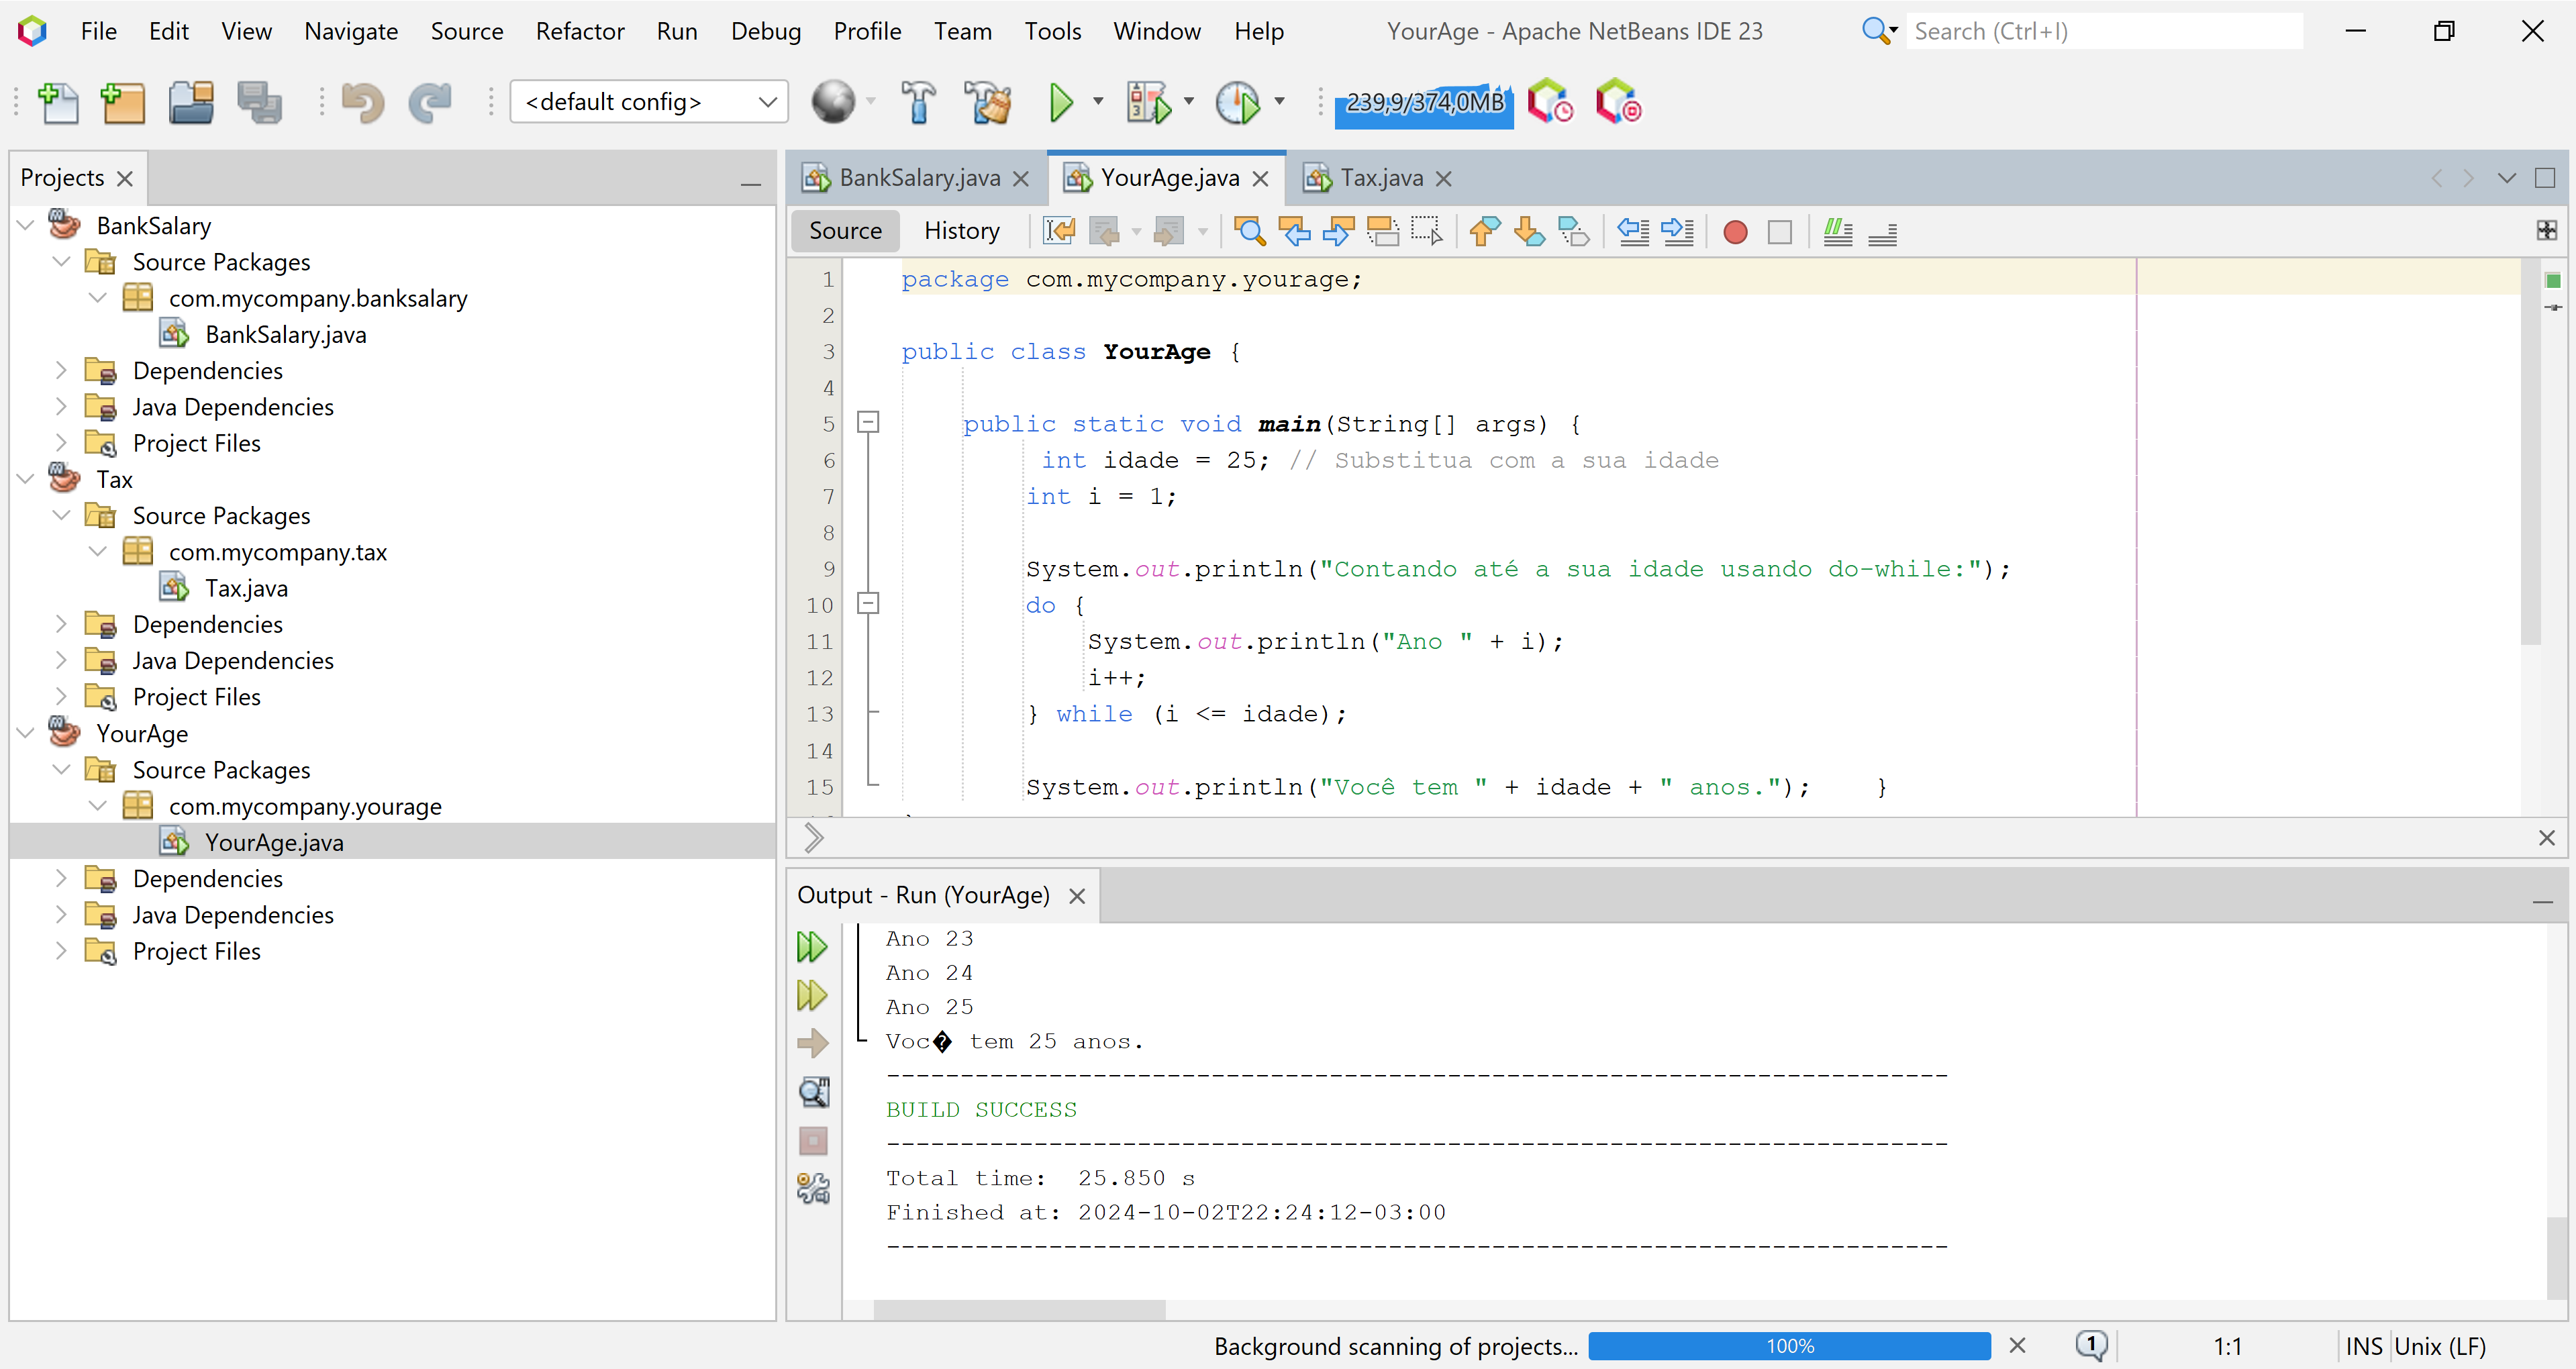 File Edit View Navigate Source Refactor Run Debug Profile Team Tools Window Help YourAge - Apache NetBeans IDE 23 Search (Ctrl+I)
<default config> 239,9/374,0MB
Projects
BankSalary
Source Packages
com.mycompany.banksalary
BankSalary.java
Dependencies
Java Dependencies
Project Files
Tax
Source Packages
com.mycompany.tax
Tax.java
Dependencies
Java Dependencies
Project Files
YourAge
Source Packages
com.mycompany.yourage
YourAge.java
Dependencies
Java Dependencies
Project Files
BankSalary.java YourAge.java Tax.java
Source History
1 package com.mycompany.yourage;
2
3 public class YourAge {
4
5 public static void main(String[] args) {
6 int idade = 25; // Substitua com a sua idade
7 int i = 1;
8
9 System.out.println("Contando até a sua idade usando do-while:");
10 do {
11 System.out.println("Ano " + i);
12 i++;
13 } while (i <= idade);
14
15 System.out.println("Você tem " + idade + " anos."); }
Output - Run (YourAge)
Ano 23
Ano 24
Ano 25
Voc� tem 25 anos.
------------------------------------------------------------------------
BUILD SUCCESS
------------------------------------------------------------------------
Total time: 25.850 s
Finished at: 2024-10-02T22:24:12-03:00
------------------------------------------------------------------------
Background scanning of projects... 100% 1 1:1 INS Unix (LF)